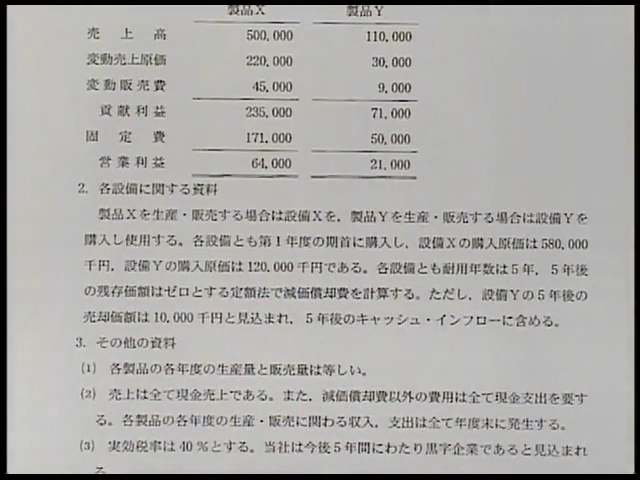 製品X 製品Y
売上高 500,000 110,000
変動売上原価 220,000 30,000
変動販売費 45,000 9,000
貢献利益 235,000 71,000
固定費 171,000 50,000
営業利益 64,000 21,000
2. 各設備に関する資料
製品Xを生産・販売する場合は設備Xを，製品Yを生産・販売する場合は設備Yを
購入し使用する。各設備とも第1年度の期首に購入し，設備Xの購入原価は580,000
千円，設備Yの購入原価は120,000千円である。各設備とも耐用年数は5年，5年後
の残存価額はゼロとする定額法で減価償却費を計算する。ただし，設備Yの5年後の
売却価額は10,000千円と見込まれ，5年後のキャッシュ・インフローに含める。
3. その他の資料
(1) 各製品の各年度の生産量と販売量は等しい。
(2) 売上は全て現金売上である。また，減価償却費以外の費用は全て現金支出を要す
る。各製品の各年度の生産・販売に関わる収入，支出は全て年度末に発生する。
(3) 実効税率は40％とする。当社は今後5年間にわたり黒字企業であると見込まれ
る。